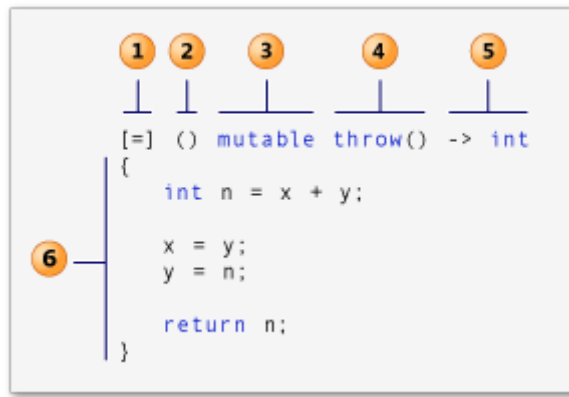 1 2 3 4 5
[=] () mutable throw() -> int
{
int n = x + y;
6
x = y;
y = n;
return n;
}